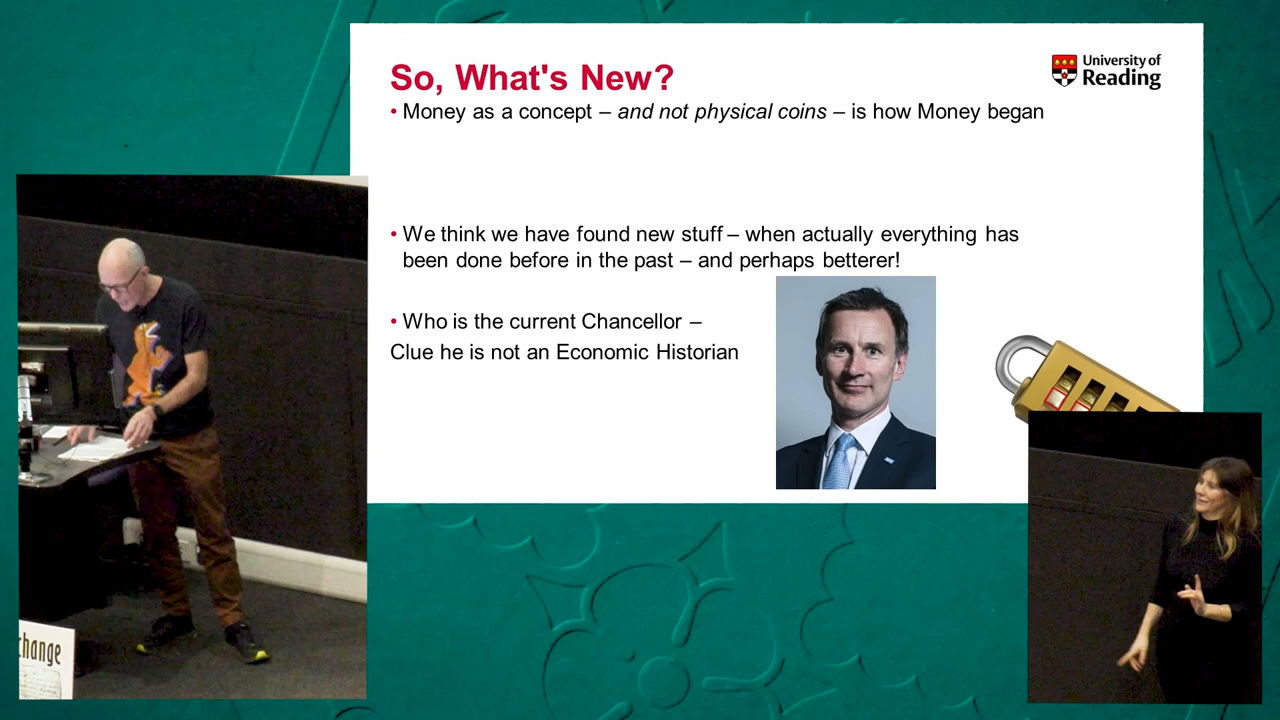 So, What's New?
University of
Reading
• Money as a concept – and not physical coins – is how Money began
• We think we have found new stuff – when actually everything has
been done before in the past – and perhaps betterer!
• Who is the current Chancellor –
Clue he is not an Economic Historian
change